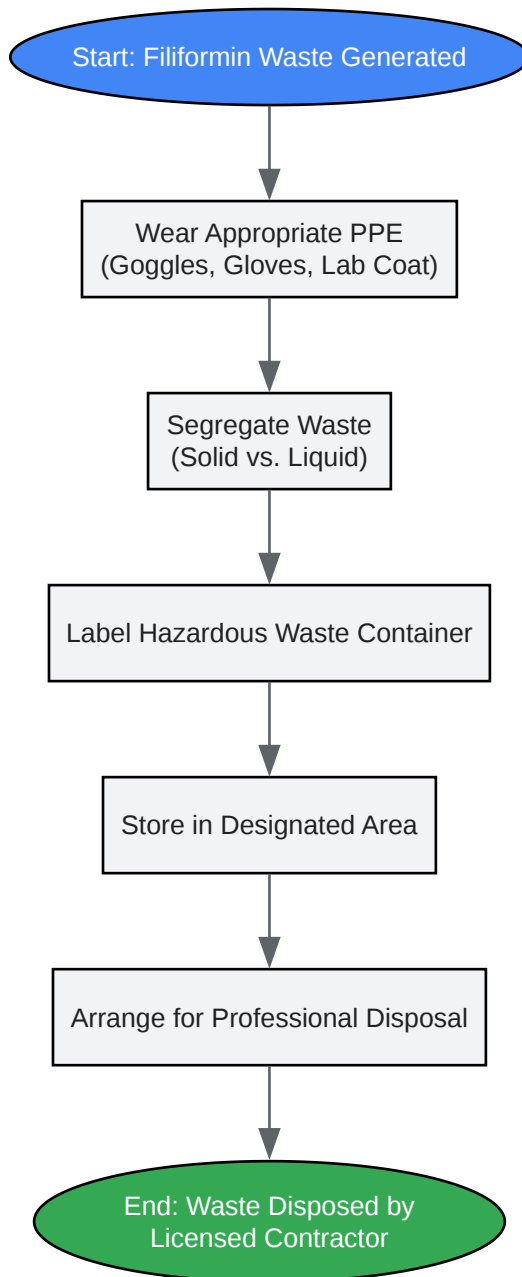 Start: Filiformin Waste Generated
Wear Appropriate PPE
(Goggles, Gloves, Lab Coat)
Segregate Waste
(Solid vs. Liquid)
Label Hazardous Waste Container
Store in Designated Area
Arrange for Professional Disposal
End: Waste Disposed by
Licensed Contractor